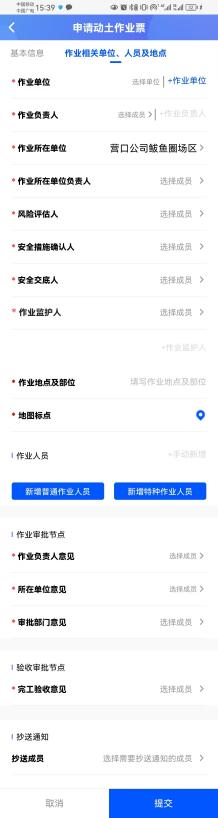 中国移动
中国广电 15:39
申请动土作业票
基本信息 作业相关单位、人员及地点
* 作业单位 选择单位 +作业单位
* 作业负责人 选择成员 +作业负责人
* 作业所在单位 营口公司鲅鱼圈场区
* 作业所在单位负责人 选择成员
* 风险评估人 选择成员
* 安全措施确认人 选择成员
* 安全交底人 选择成员
* 作业监护人 选择成员
+作业监护人
* 作业地点及部位 填写作业地点及部位
* 地图标点
作业人员 +手动新增
新增普通作业人员 新增特种作业人员
作业审批节点
* 作业负责人意见 选择成员
* 所在单位意见 选择成员
* 审批部门意见 选择成员
验收审批节点
* 完工验收意见 选择成员
抄送通知
抄送成员 选择需要抄送通知的成员
取消 提交